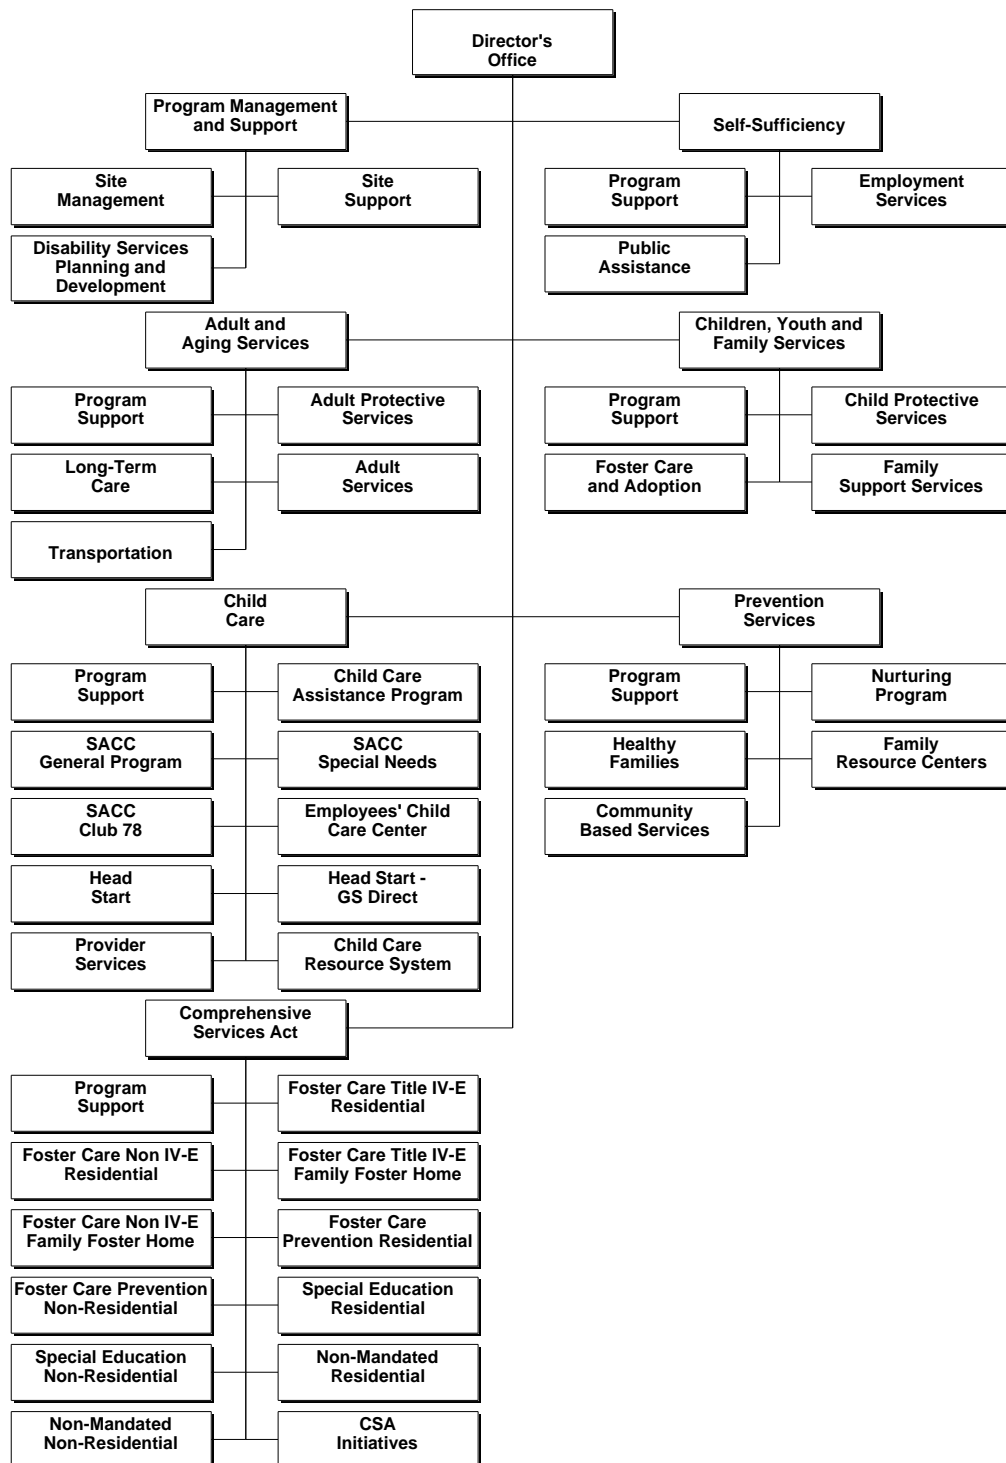 Director's
Office
Program Management
and Support
Self-Sufficiency
Site
Management
Site
Support
Program
Support
Employment
Services
Disability Services
Planning and
Development
Public
Assistance
Adult and
Aging Services
Children, Youth and
Family Services
Program
Support
Adult Protective
Services
Program
Support
Child Protective
Services
Long-Term
Care
Adult
Services
Foster Care
and Adoption
Family
Support Services
Transportation
Child
Care
Prevention
Services
Program
Support
Child Care
Assistance Program
Program
Support
Nurturing
Program
SACC
General Program
SACC
Special Needs
Healthy
Families
Family
Resource Centers
SACC
Club 78
Employees' Child
Care Center
Community
Based Services
Head
Start
Head Start -
GS Direct
Provider
Services
Child Care
Resource System
Comprehensive
Services Act
Program
Support
Foster Care Title IV-E
Residential
Foster Care Non IV-E
Residential
Foster Care Title IV-E
Family Foster Home
Foster Care Non IV-E
Family Foster Home
Foster Care
Prevention Residential
Foster Care Prevention
Non-Residential
Special Education
Residential
Special Education
Non-Residential
Non-Mandated
Residential
Non-Mandated
Non-Residential
CSA
Initiatives